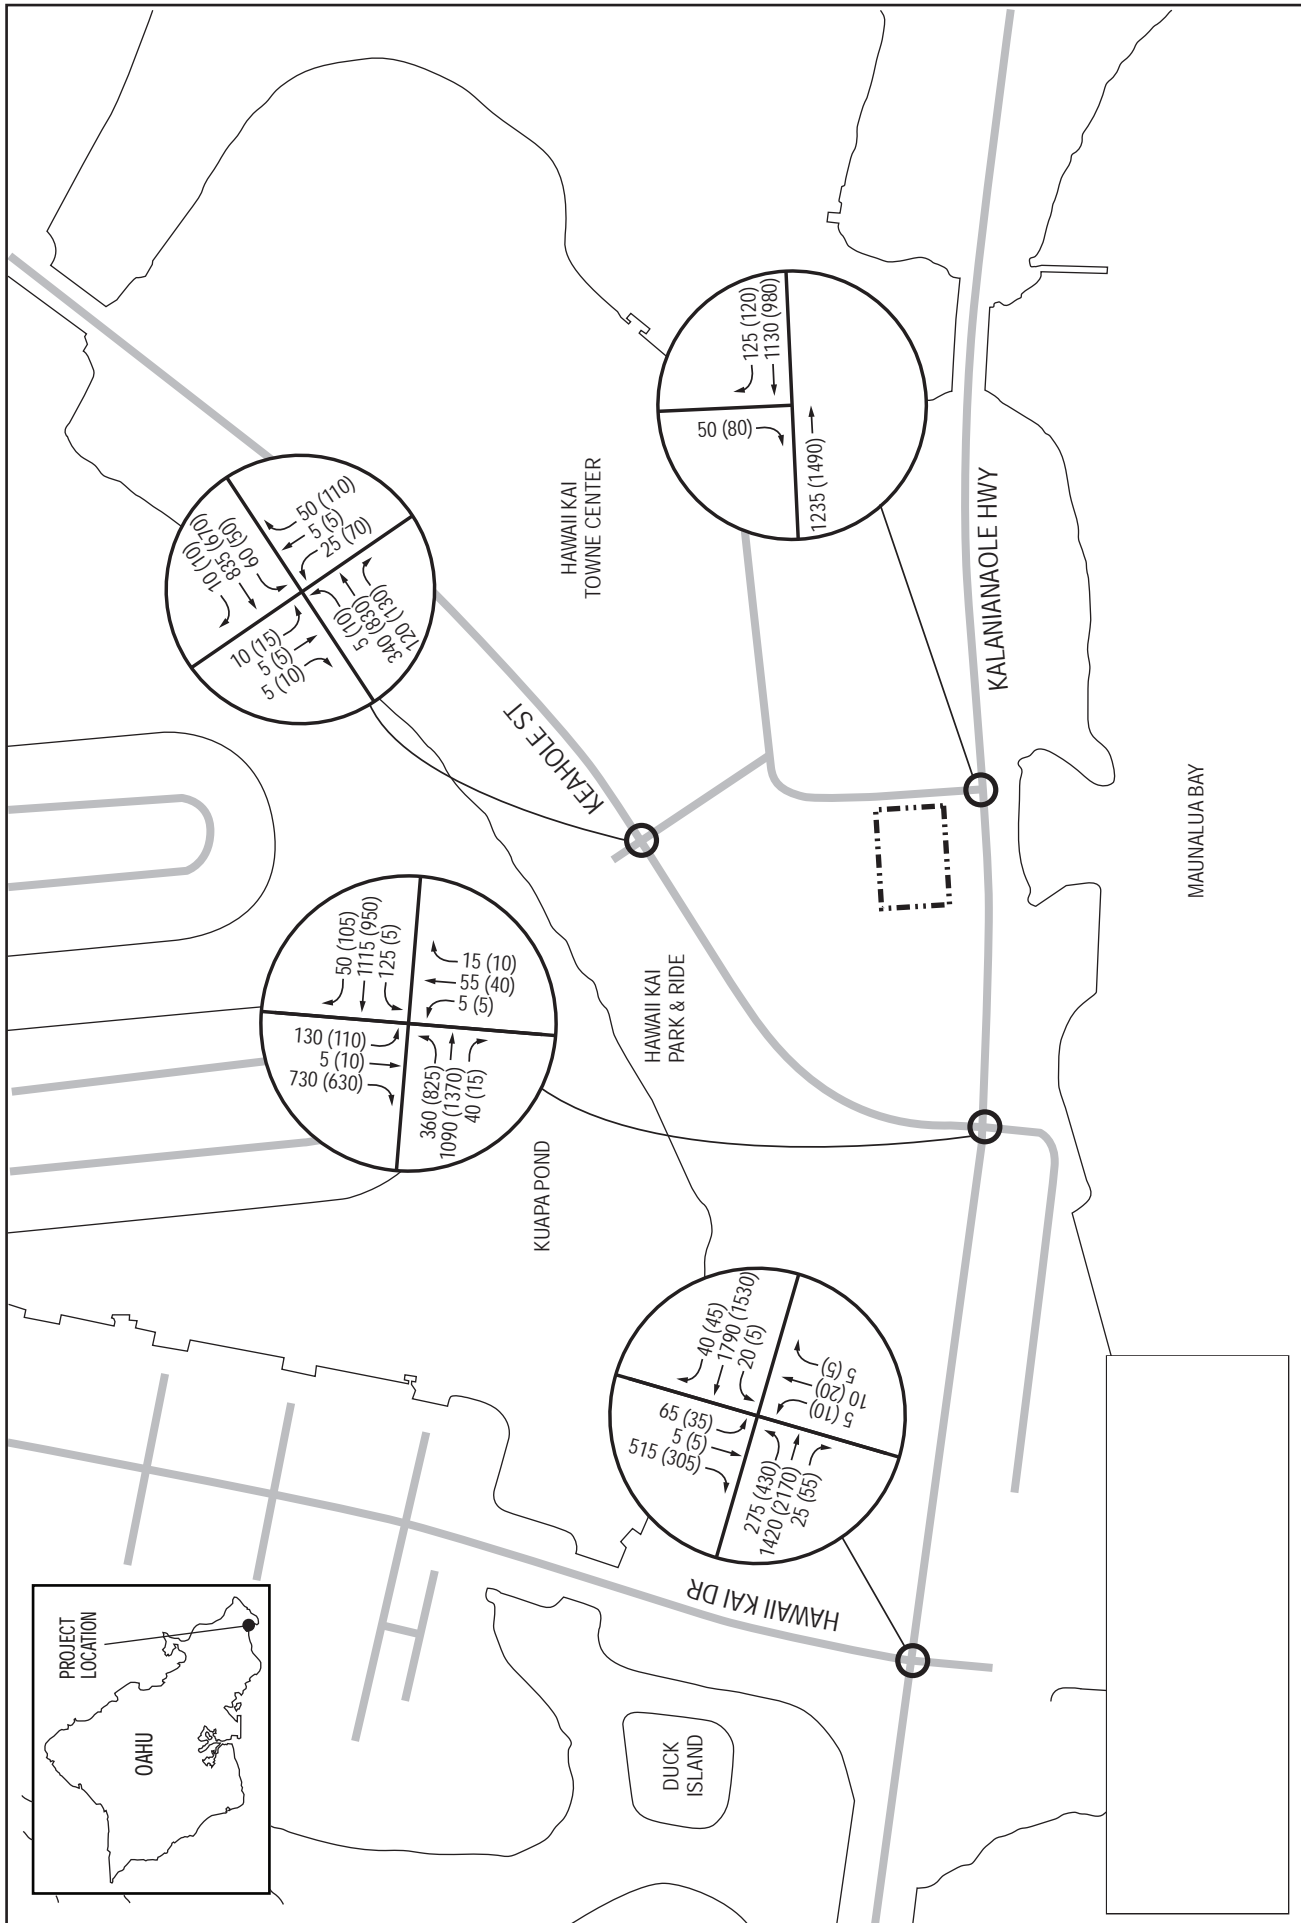 PROJECT
LOCATION
OAHU
DUCK
ISLAND
HAWAII KAI DR
KUAPA POND
HAWAII KAI
PARK & RIDE
KEAHOLE ST
HAWAII KAI
TOWNE CENTER
KALANIANAOLE HWY
MAUNALUA BAY
515 (305)
5 (5)
65 (35)
40 (45)
1790 (1530)
20 (5)
275 (430)
1420 (2170)
25 (55)
5 (10)
10 (20)
5 (5)
130 (110)
5 (10)
730 (630)
50 (105)
1115 (950)
125 (5)
360 (825)
1090 (1370)
40 (15)
15 (10)
55 (40)
5 (5)
10 (15)
5 (5)
5 (10)
10 (10)
835 (670)
60 (50)
5 (10)
340 (830)
120 (130)
50 (110)
5 (5)
25 (70)
50 (80)
125 (120)
1130 (980)
1235 (1490)